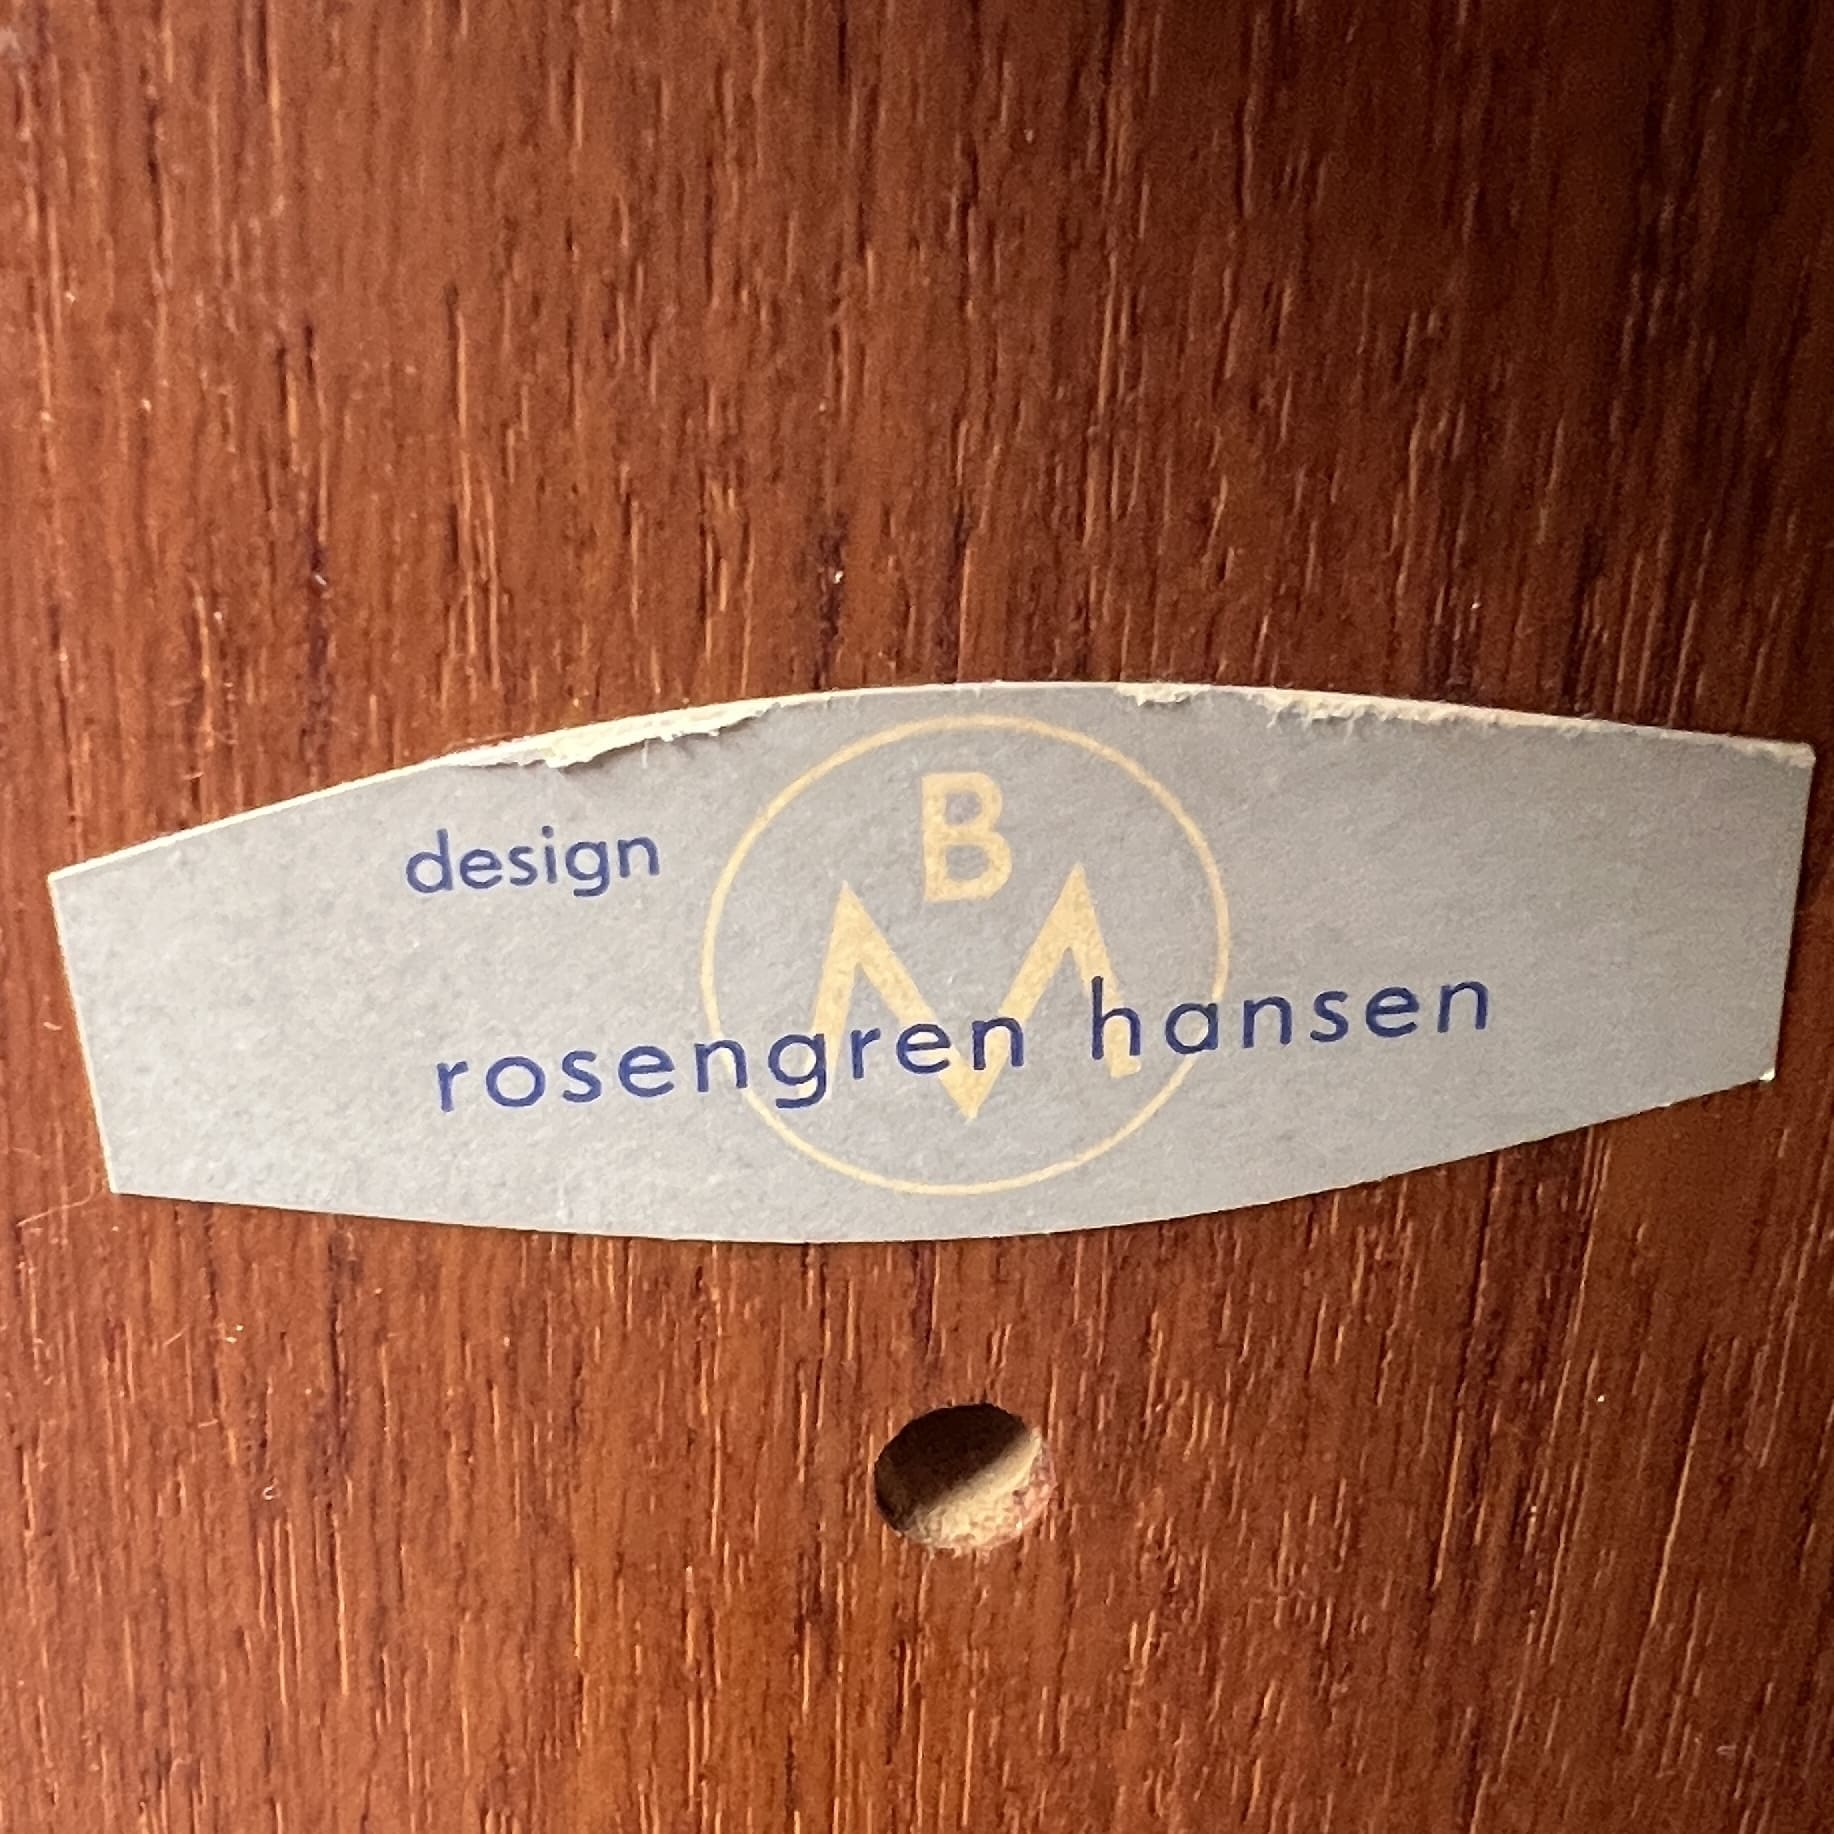 design
B
M
rosengren hansen